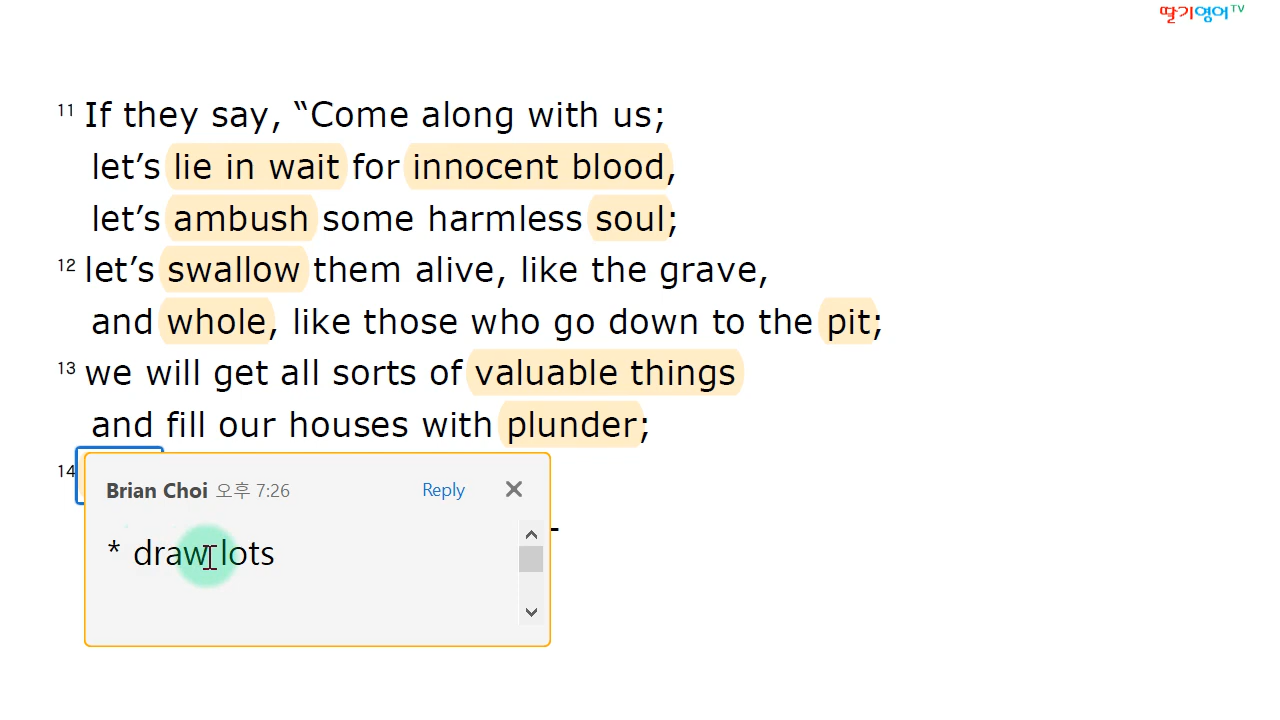 딸기영어TV
11 If they say, “Come along with us;
let’s lie in wait for innocent blood,
let’s ambush some harmless soul;
12 let’s swallow them alive, like the grave,
and whole, like those who go down to the pit;
13 we will get all sorts of valuable things
and fill our houses with plunder;
14
Brian Choi 오후 7:26 Reply
* draw lots